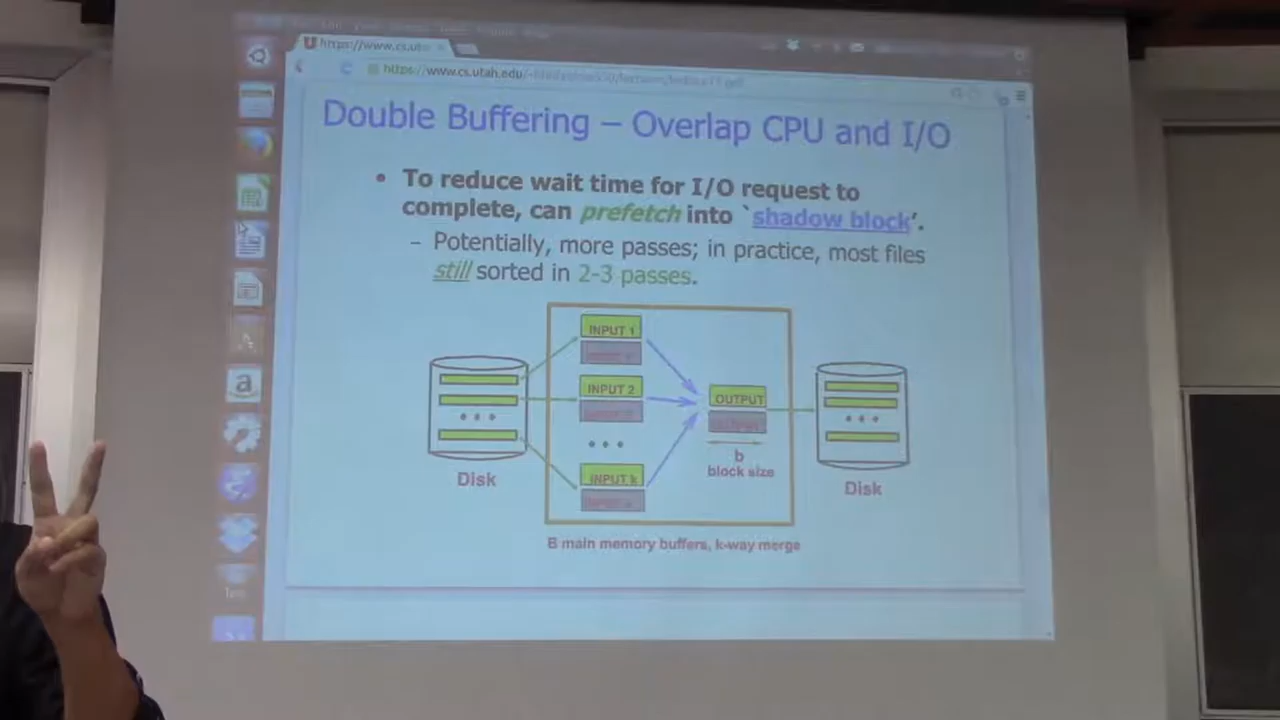 https://www.cs.ut
https://www.cs.utah.edu/
Double Buffering – Overlap CPU and I/O
• To reduce wait time for I/O request to
complete, can prefetch into `shadow block'.
– Potentially, more passes; in practice, most files
still sorted in 2-3 passes.
INPUT 1
INPUT 2
OUTPUT
• • •
• • •
• • •
b
block size
INPUT k
Disk
Disk
B main memory buffers, k-way merge